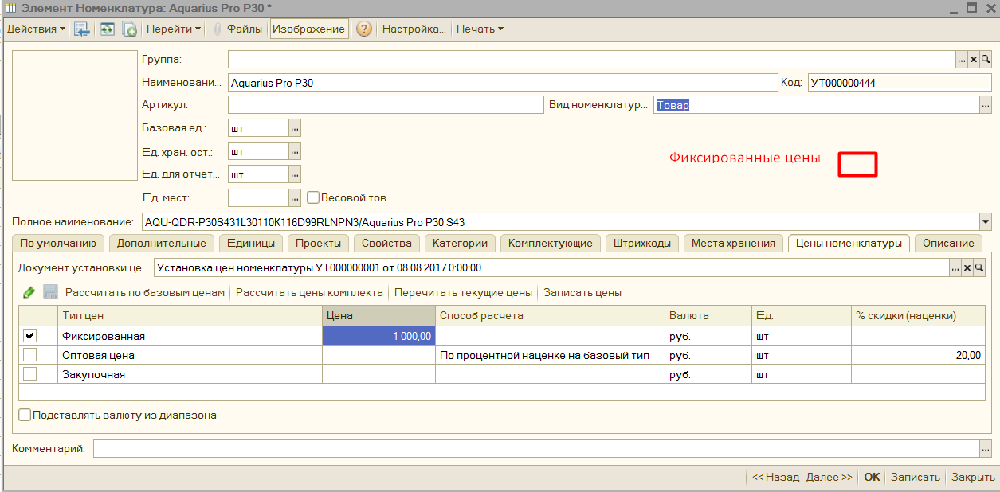 Элемент Номенклатура: Aquarius Pro P30 *
Действия Перейти Файлы Изображение ? Настройка... Печать
Группа: ...
Наименовани... Aquarius Pro P30 Код: УТ000000444
Артикул: Вид номенклатур... Товар ...
Базовая ед.: шт ...
Ед. хран. ост.: шт ...
Фиксированные цены
Ед. для отчет... шт ...
Ед. мест: ... Весовой тов...
Полное наименование: AQU-QDR-P30S431L30110K116D99RLNPN3/Aquarius Pro P30 S43
По умолчанию Дополнительные Единицы Проекты Свойства Категории Комплектующие Штрихкоды Места хранения Цены номенклатуры Описание
Документ установки це... Установка цен номенклатуры УТ000000001 от 08.08.2017 0:00:00 ...
Рассчитать по базовым ценам Рассчитать цены комплекта Перечитать текущие цены Записать цены
Тип цен Цена Способ расчета Валюта Ед. % скидки (наценки)
Фиксированная 1 000,00 руб. шт
Оптовая цена По процентной наценке на базовый тип руб. шт 20,00
Закупочная руб. шт
Подставлять валюту из диапазона
Комментарий: ...
<< Назад Далее >> OK Записать Закрыть